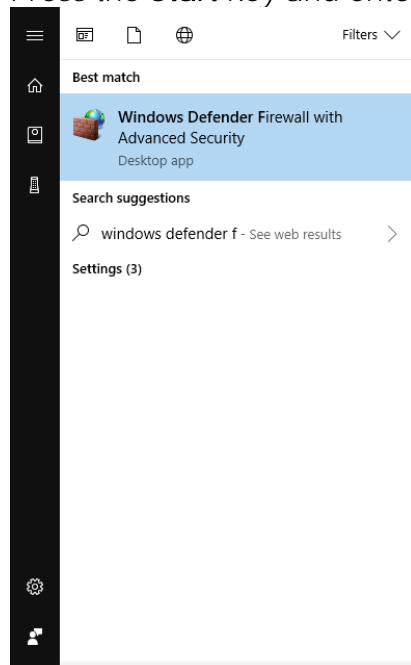 Press the Start key and ente
Filters
Best match
Windows Defender Firewall with
Advanced Security
Desktop app
Search suggestions
windows defender f - See web results
Settings (3)